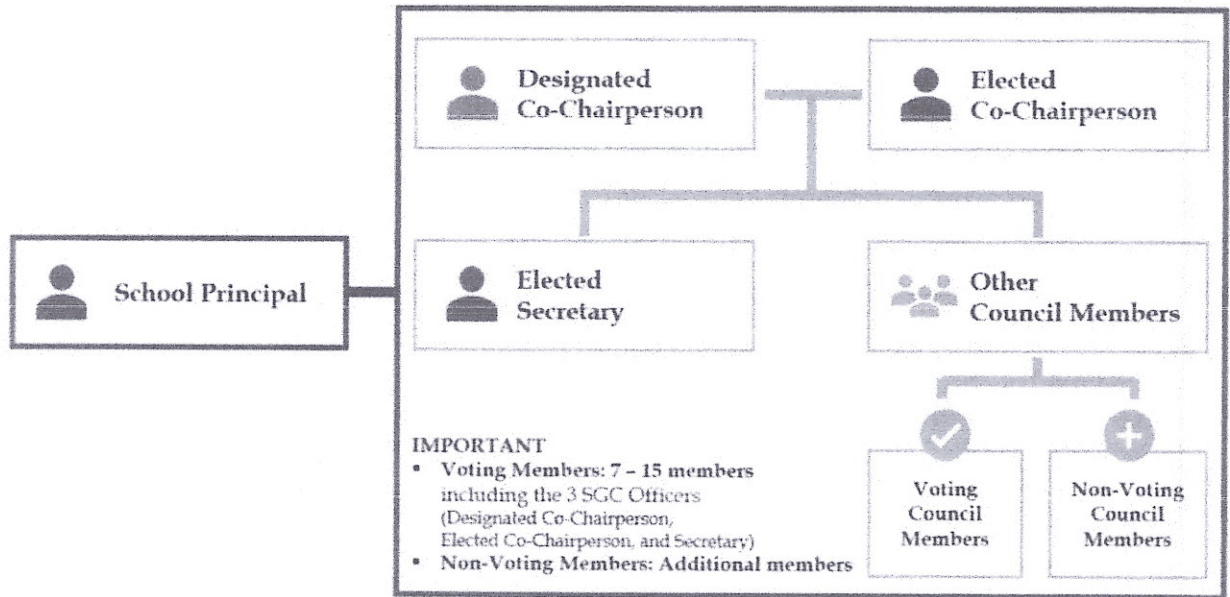 Designated
Co-Chairperson
Elected
Co-Chairperson
School Principal
Elected
Secretary
Other
Council Members
IMPORTANT
▪ Voting Members: 7 – 15 members
including the 3 SGC Officers
(Designated Co-Chairperson,
Elected Co-Chairperson, and Secretary)
▪ Non-Voting Members: Additional members
Voting
Council
Members
Non-Voting
Council
Members